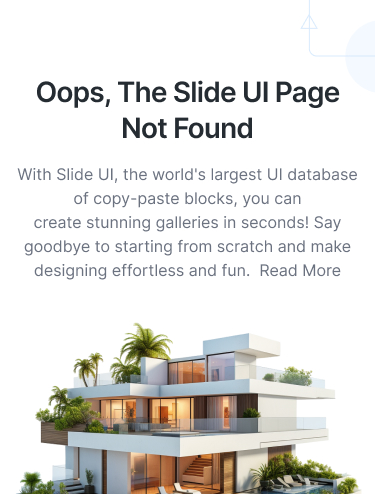 Oops, The Slide UI Page
Not Found
With Slide UI, the world's largest UI database
of copy-paste blocks, you can
create stunning galleries in seconds! Say
goodbye to starting from scratch and make
designing effortless and fun.  Read More